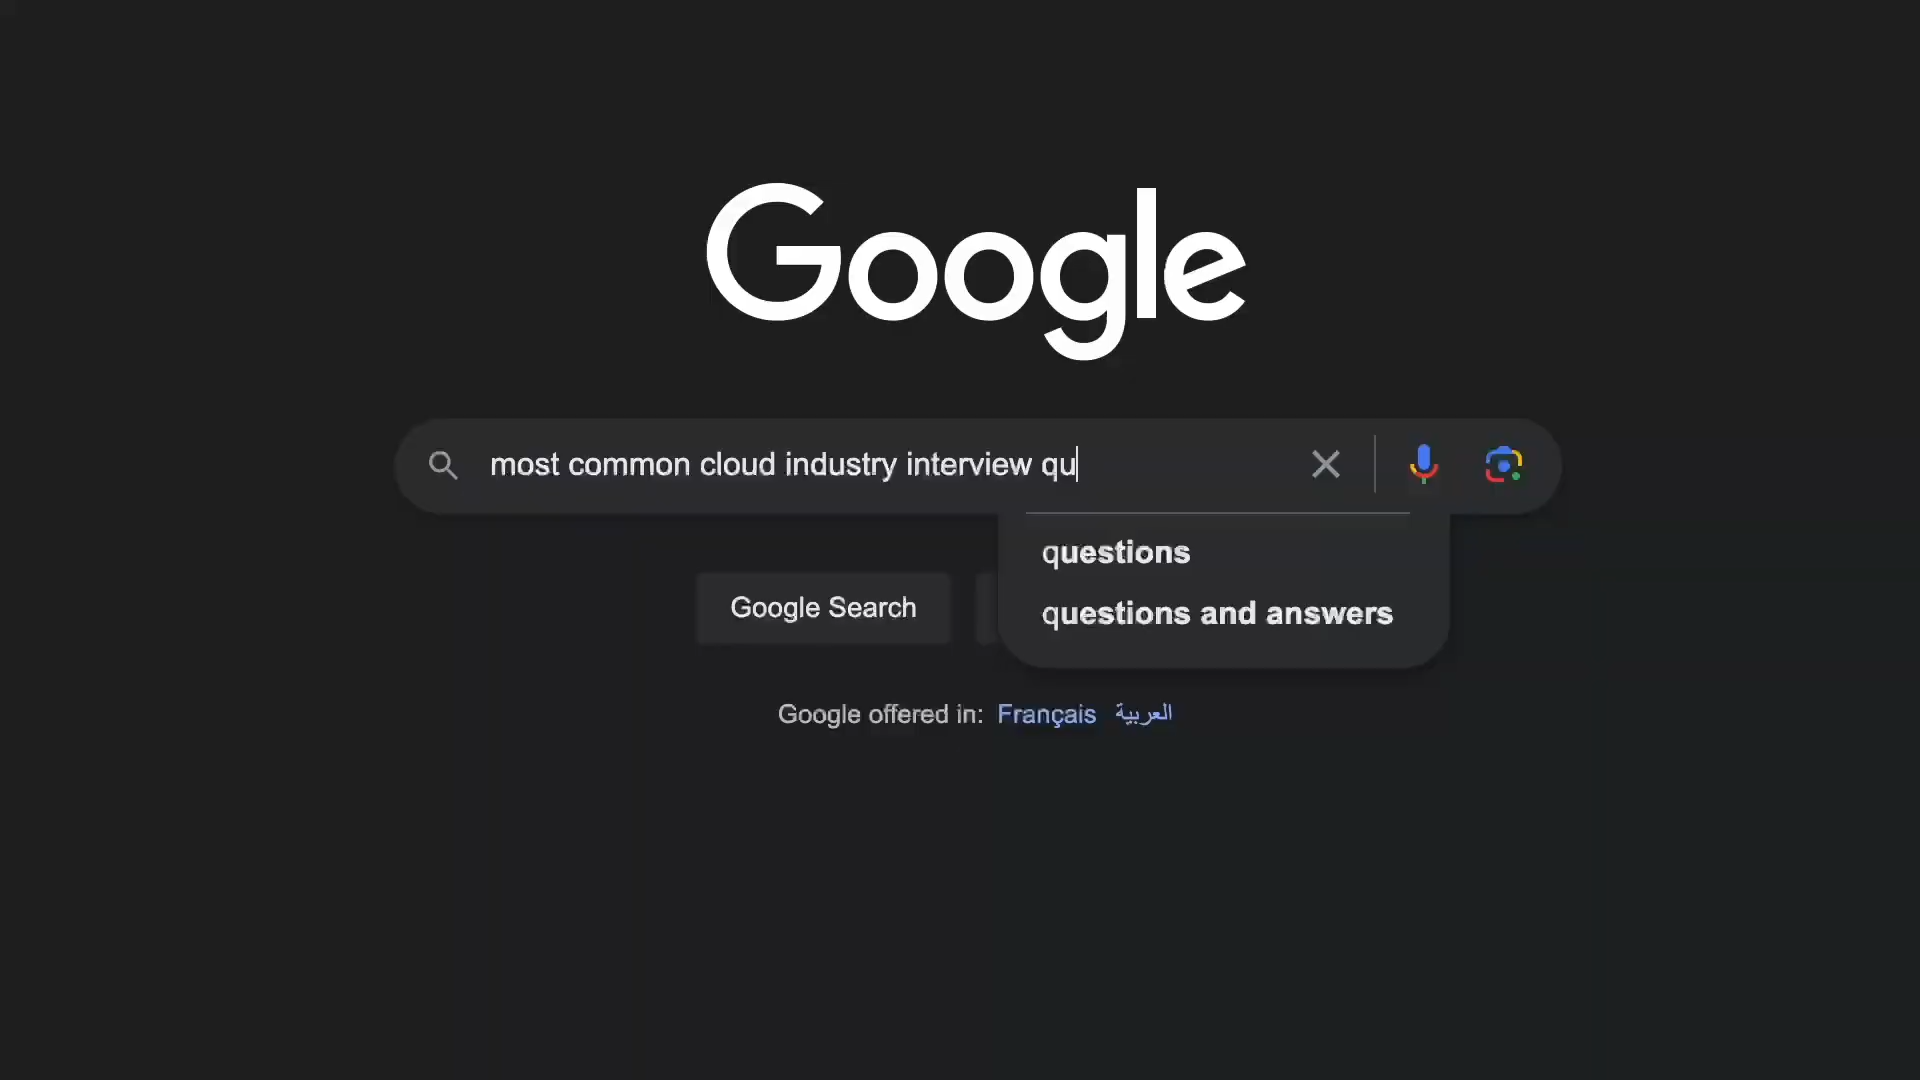 Google
most common cloud industry interview qu
questions
questions and answers
Google Search
Google offered in: Français العربية